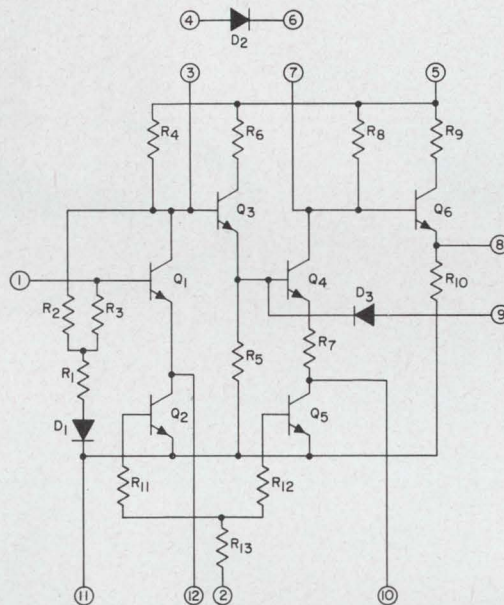 4 6
D2
3 7 5
R4 R6 R8 R9
Q3 Q6
8
1 Q1 Q4 R10
D3
9
R2 R3 R7
R1 R5
D1 Q2 Q5
R11 R12
R13
11 12 2 10